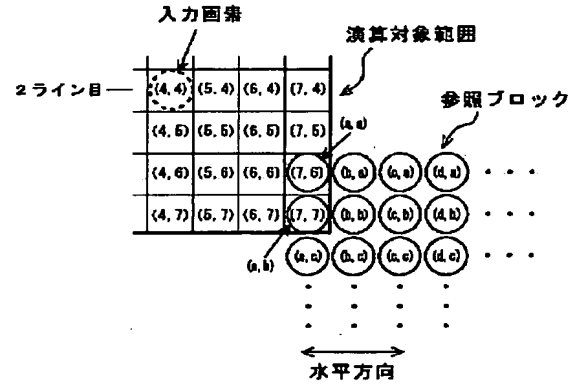 入力画素
演算対象範囲
2ライン目
(4, 4) (5, 4) (6, 4) (7, 4)
参照ブロック
(4, 5) (5, 5) (6, 5) (7, 5) (a, a)
(4, 6) (5, 6) (6, 6) (7, 6) (b, a) (c, a) (d, a) ・・・
(4, 7) (5, 7) (6, 7) (7, 7) (b, b) (c, b) (d, b) ・・・
(a, b) (a, c) (b, c) (c, c) (d, c) ・・・
水平方向